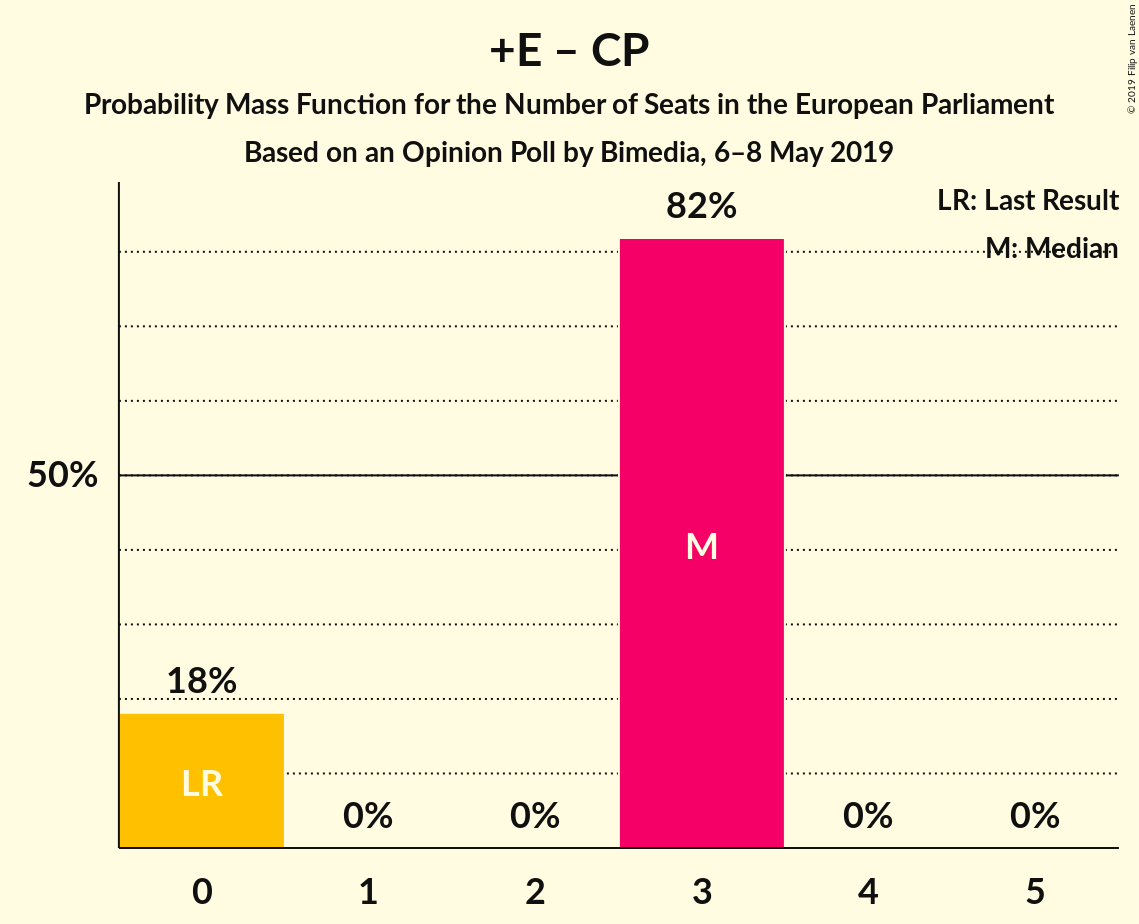 +E – CP
Probability Mass Function for the Number of Seats in the European Parliament
Based on an Opinion Poll by Bimedia, 6–8 May 2019
© 2019 Filip van Laenen
LR: Last Result
M: Median
82%
50%
M
18%
LR
0%
0%
0%
0%
0
1
2
3
4
5